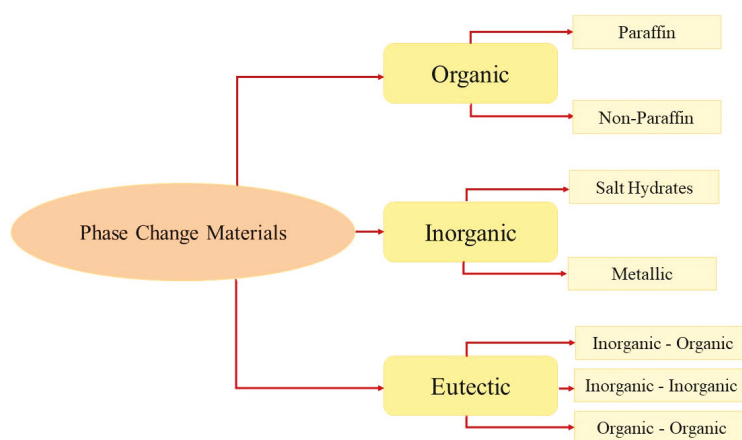 Phase Change Materials
Organic
Paraffin
Non-Paraffin
Inorganic
Salt Hydrates
Metallic
Eutectic
Inorganic - Organic
Inorganic - Inorganic
Organic - Organic